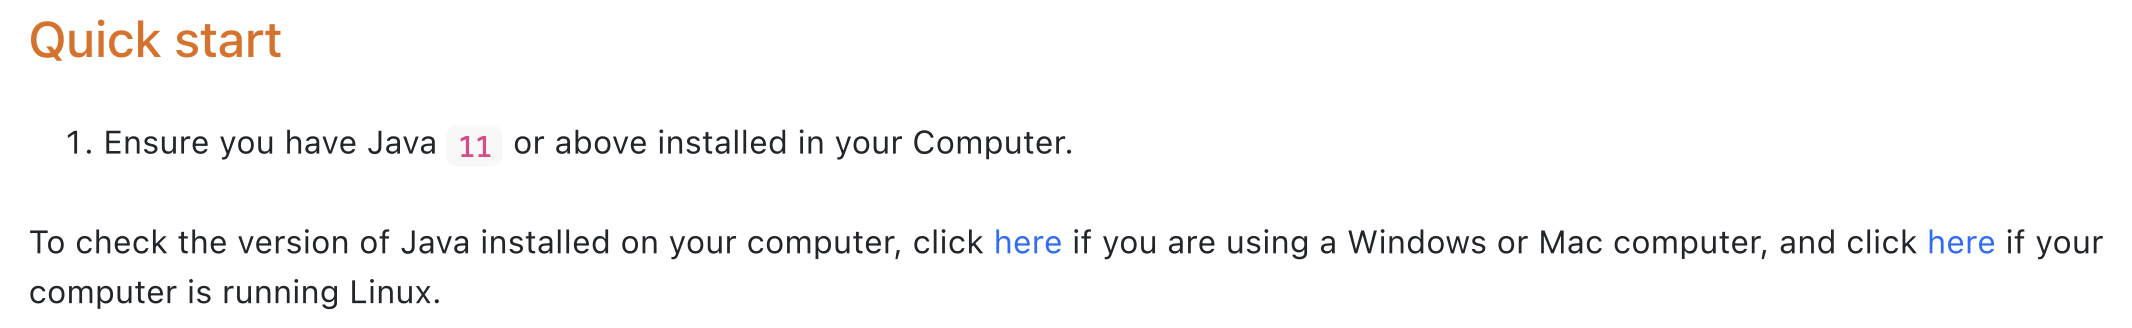 Quick start
1. Ensure you have Java 11 or above installed in your Computer.
To check the version of Java installed on your computer, click here if you are using a Windows or Mac computer, and click here if your
computer is running Linux.